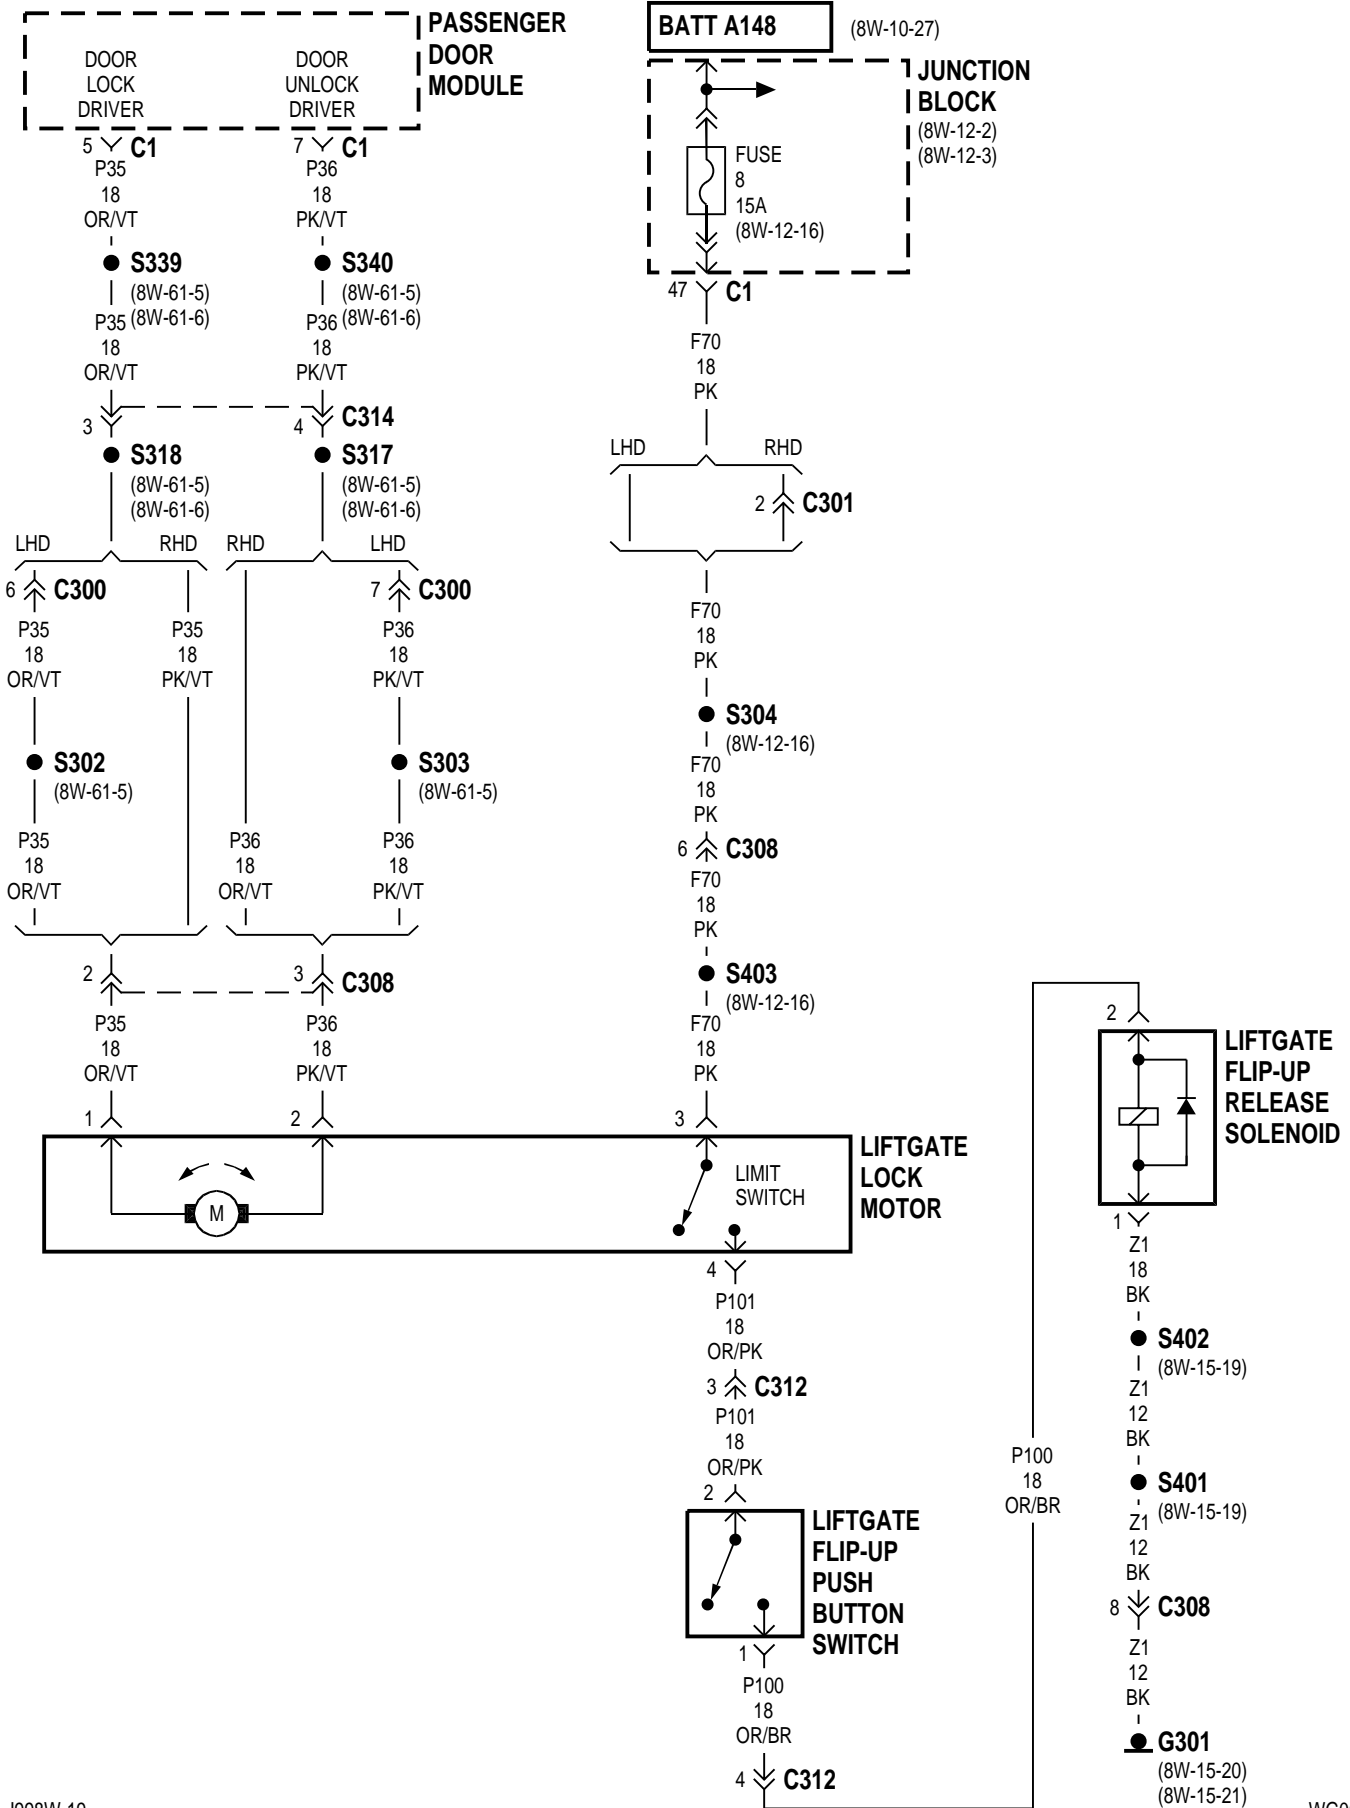 PASSENGER
DOOR
MODULE
DOOR
LOCK
DRIVER
DOOR
UNLOCK
DRIVER
5
C1
7
C1
P35
18
OR/VT
P36
18
PK/VT
S339
(8W-61-5)
(8W-61-6)
S340
(8W-61-5)
(8W-61-6)
P35
18
OR/VT
P36
18
PK/VT
3
4
C314
S318
(8W-61-5)
(8W-61-6)
S317
(8W-61-5)
(8W-61-6)
LHD
RHD
RHD
LHD
6
C300
7
C300
P35
18
OR/VT
P35
18
PK/VT
P36
18
PK/VT
S302
(8W-61-5)
S303
(8W-61-5)
P35
18
OR/VT
P36
18
OR/VT
P36
18
PK/VT
2
3
C308
P35
18
OR/VT
P36
18
PK/VT
1
2
M
BATT A148
(8W-10-27)
JUNCTION
BLOCK
(8W-12-2)
(8W-12-3)
FUSE
8
15A
(8W-12-16)
47
C1
F70
18
PK
LHD
RHD
2
C301
F70
18
PK
S304
(8W-12-16)
F70
18
PK
6
C308
F70
18
PK
S403
(8W-12-16)
F70
18
PK
3
LIMIT
SWITCH
LIFTGATE
LOCK
MOTOR
4
P101
18
OR/PK
3
C312
P101
18
OR/PK
2
LIFTGATE
FLIP-UP
PUSH
BUTTON
SWITCH
1
P100
18
OR/BR
4
C312
P100
18
OR/BR
2
LIFTGATE
FLIP-UP
RELEASE
SOLENOID
1
Z1
18
BK
S402
(8W-15-19)
Z1
12
BK
S401
(8W-15-19)
Z1
12
BK
8
C308
Z1
12
BK
G301
(8W-15-20)
(8W-15-21)